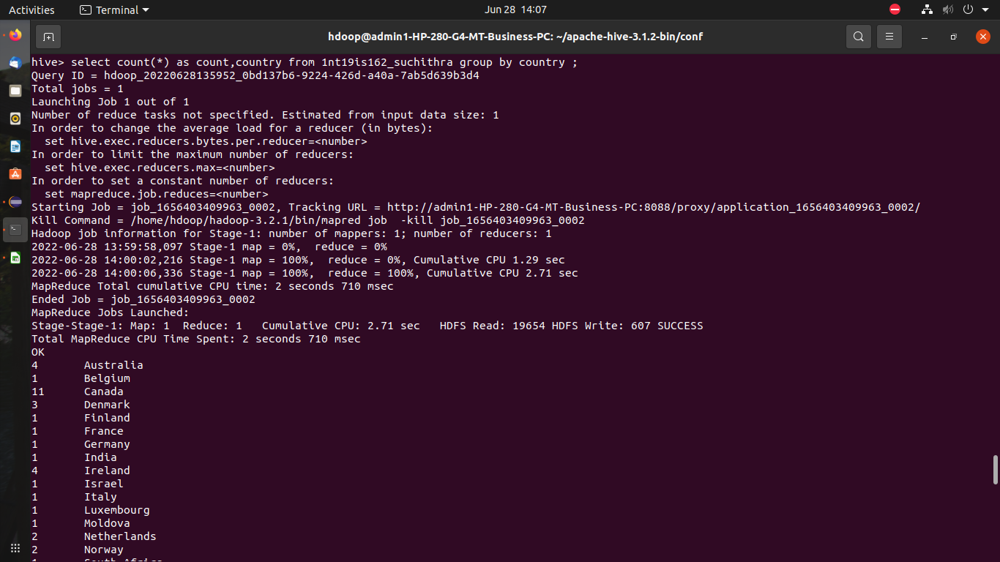 Activities
Terminal
Jun 28 14:07
hdoop@admin1-HP-280-G4-MT-Business-PC: ~/apache-hive-3.1.2-bin/conf
hive> select count(*) as count,country from 1nt19is162_suchithra group by country ;
Query ID = hdoop_20220628135952_0bd137b6-9224-426d-a40a-7ab5d639b3d4
Total jobs = 1
Launching Job 1 out of 1
Number of reduce tasks not specified. Estimated from input data size: 1
In order to change the average load for a reducer (in bytes):
  set hive.exec.reducers.bytes.per.reducer=<number>
In order to limit the maximum number of reducers:
  set hive.exec.reducers.max=<number>
In order to set a constant number of reducers:
  set mapreduce.job.reduces=<number>
Starting Job = job_1656403409963_0002, Tracking URL = http://admin1-HP-280-G4-MT-Business-PC:8088/proxy/application_1656403409963_0002/
Kill Command = /home/hdoop/hadoop-3.2.1/bin/mapred job  -kill job_1656403409963_0002
Hadoop job information for Stage-1: number of mappers: 1; number of reducers: 1
2022-06-28 13:59:58,097 Stage-1 map = 0%,  reduce = 0%
2022-06-28 14:00:02,216 Stage-1 map = 100%,  reduce = 0%, Cumulative CPU 1.29 sec
2022-06-28 14:00:06,336 Stage-1 map = 100%,  reduce = 100%, Cumulative CPU 2.71 sec
MapReduce Total cumulative CPU time: 2 seconds 710 msec
Ended Job = job_1656403409963_0002
MapReduce Jobs Launched:
Stage-Stage-1: Map: 1  Reduce: 1   Cumulative CPU: 2.71 sec   HDFS Read: 19654 HDFS Write: 607 SUCCESS
Total MapReduce CPU Time Spent: 2 seconds 710 msec
OK
4       Australia
1       Belgium
11      Canada
3       Denmark
1       Finland
1       France
1       Germany
1       India
4       Ireland
1       Israel
1       Italy
1       Luxembourg
1       Moldova
2       Netherlands
2       Norway
1       South Africa